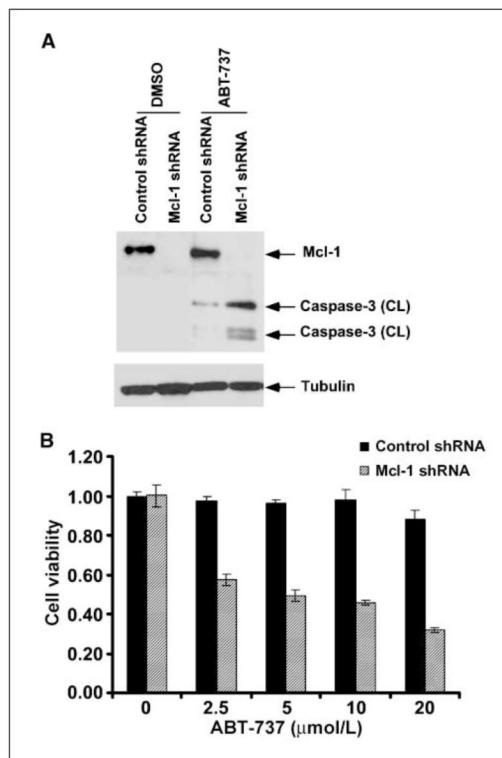 A
DMSO
ABT-737
Control shRNA
Mcl-1 shRNA
Control shRNA
Mcl-1 shRNA
Mcl-1
Caspase-3 (CL)
Caspase-3 (CL)
Tubulin
B
Control shRNA
Mcl-1 shRNA
Cell viability
1.20
1.00
0.80
0.60
0.40
0.20
0.00
0 2.5 5 10 20
ABT-737 (μmol/L)